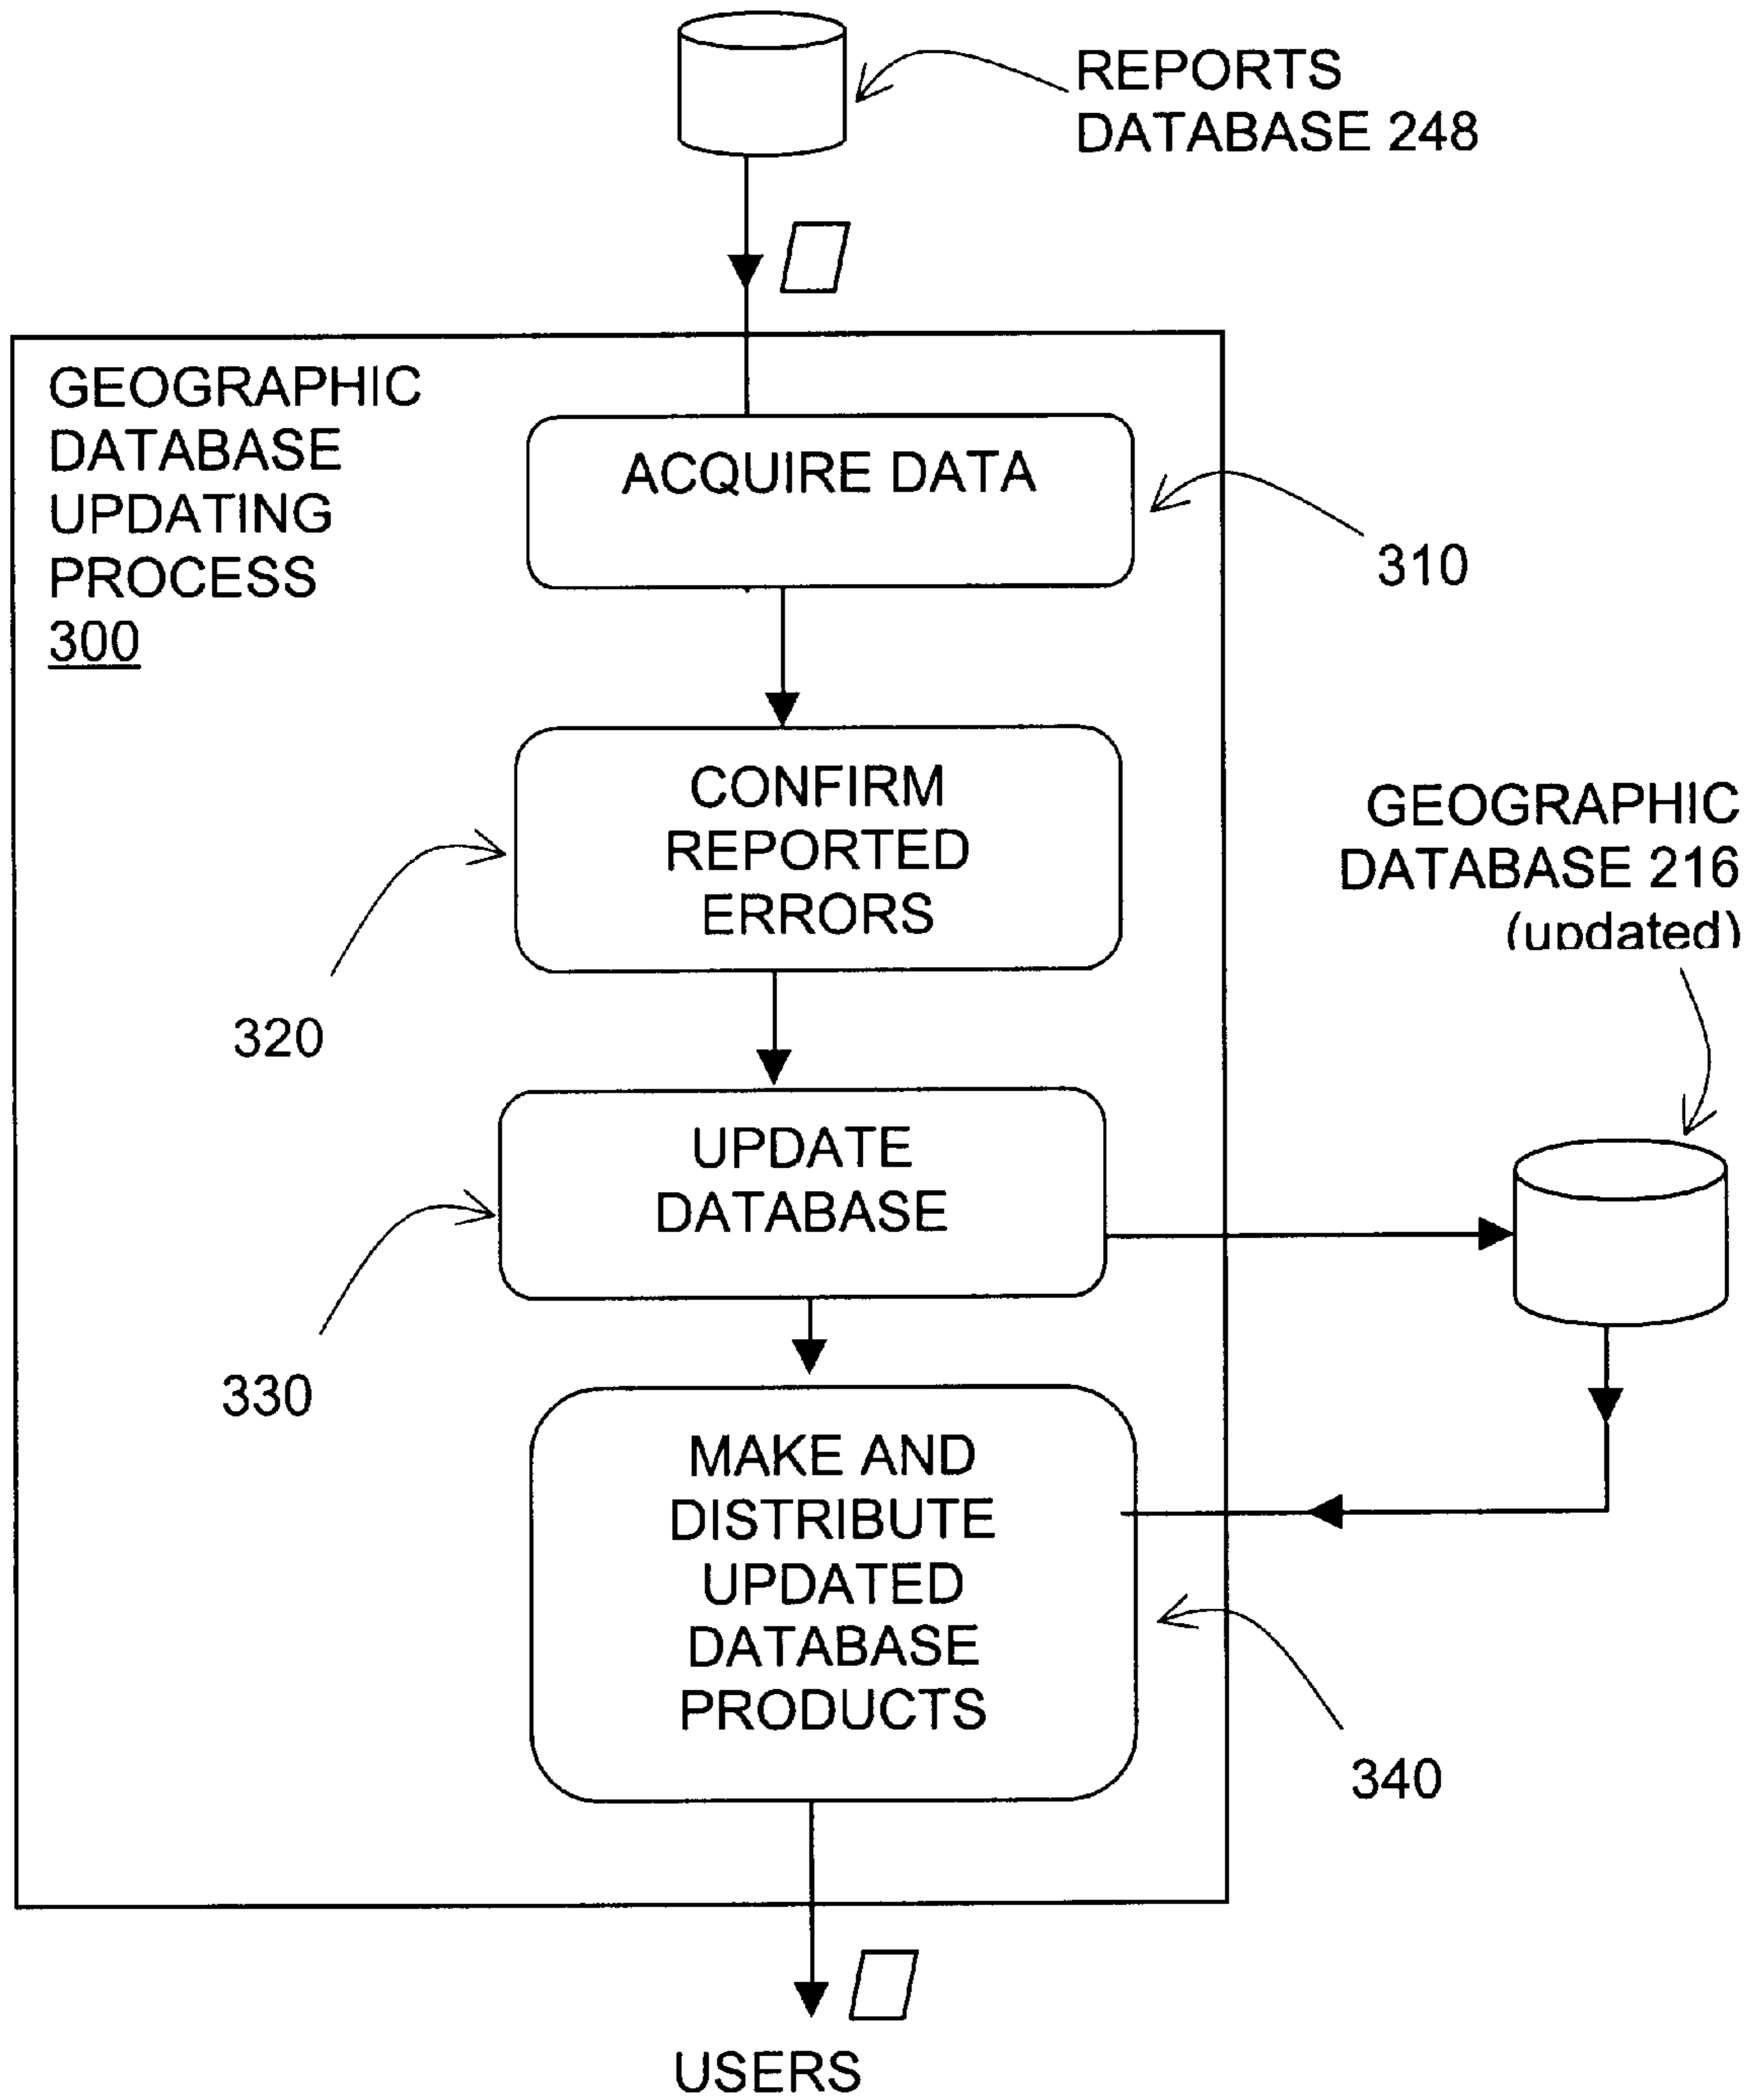 REPORTS
DATABASE 248
GEOGRAPHIC
DATABASE
UPDATING
PROCESS
300
ACQUIRE DATA
310
CONFIRM
REPORTED
ERRORS
320
GEOGRAPHIC
DATABASE 216
(updated)
UPDATE
DATABASE
330
MAKE AND
DISTRIBUTE
UPDATED
DATABASE
PRODUCTS
340
USERS